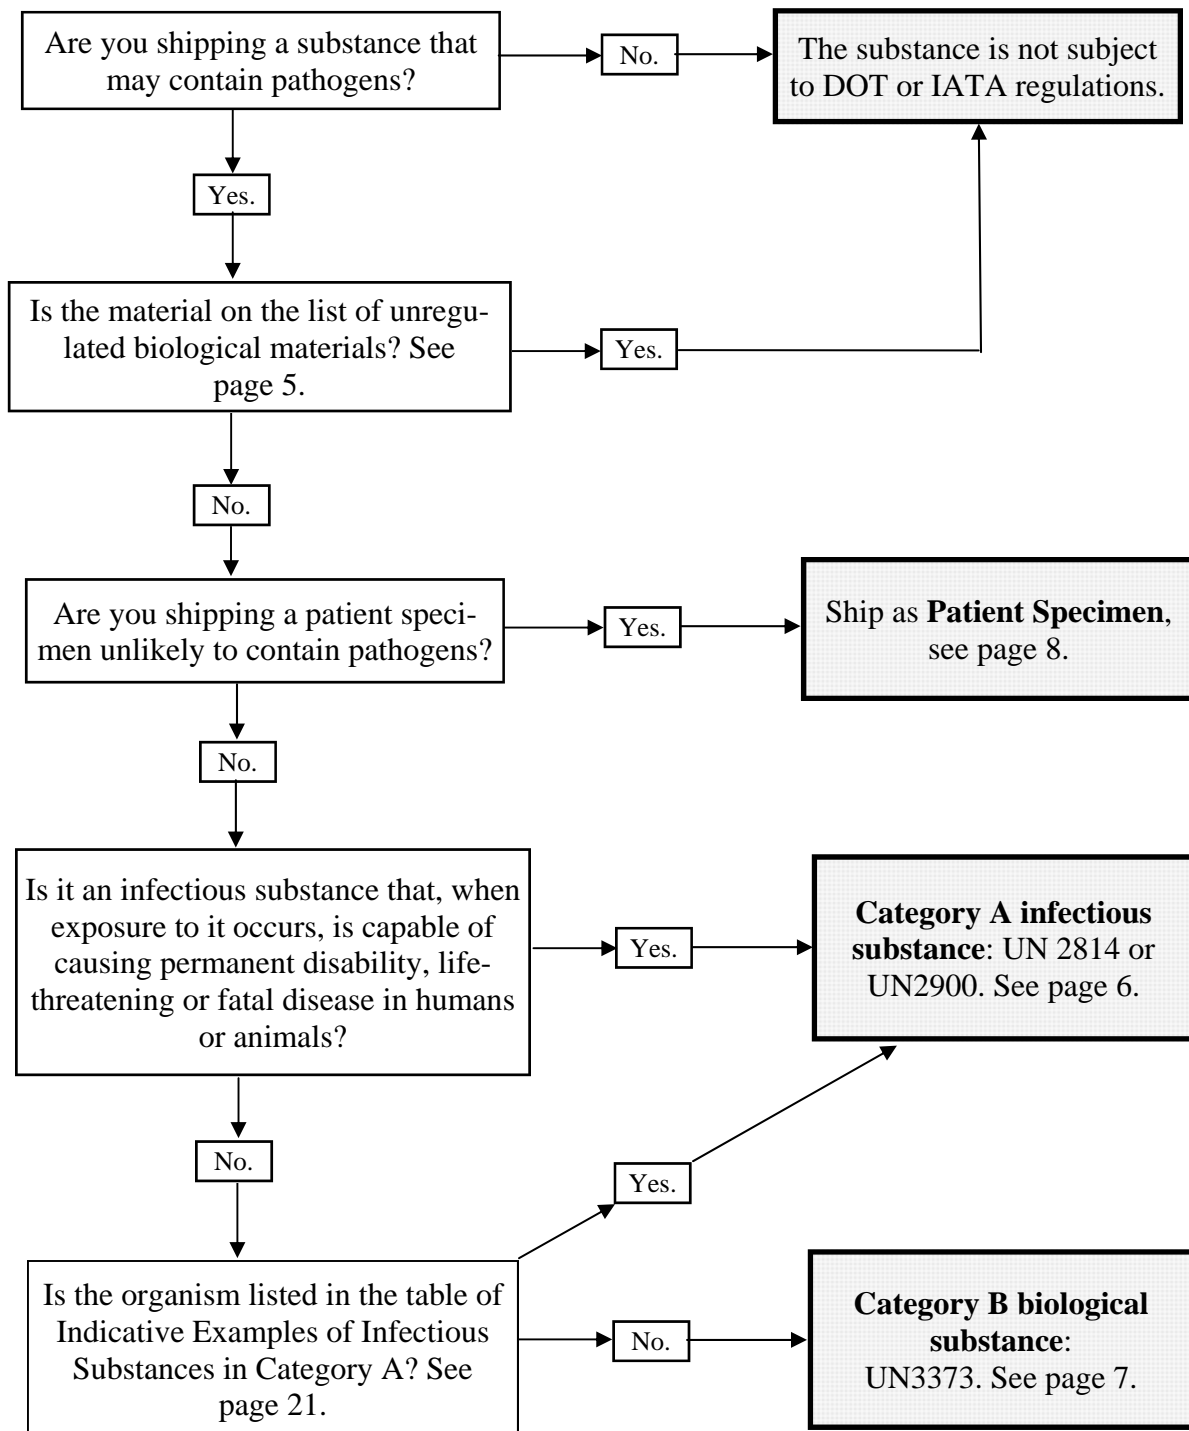 Are you shipping a substance that
may contain pathogens?
No.
The substance is not subject
to DOT or IATA regulations.
Yes.
Is the material on the list of unregu-
lated biological materials? See
page 5.
Yes.
No.
Are you shipping a patient speci-
men unlikely to contain pathogens?
Yes.
Ship as Patient Specimen,
see page 8.
No.
Is it an infectious substance that, when
exposure to it occurs, is capable of
causing permanent disability, life-
threatening or fatal disease in humans
or animals?
Yes.
Category A infectious
substance: UN 2814 or
UN2900. See page 6.
No.
Yes.
Is the organism listed in the table of
Indicative Examples of Infectious
Substances in Category A? See
page 21.
No.
Category B biological
substance:
UN3373. See page 7.